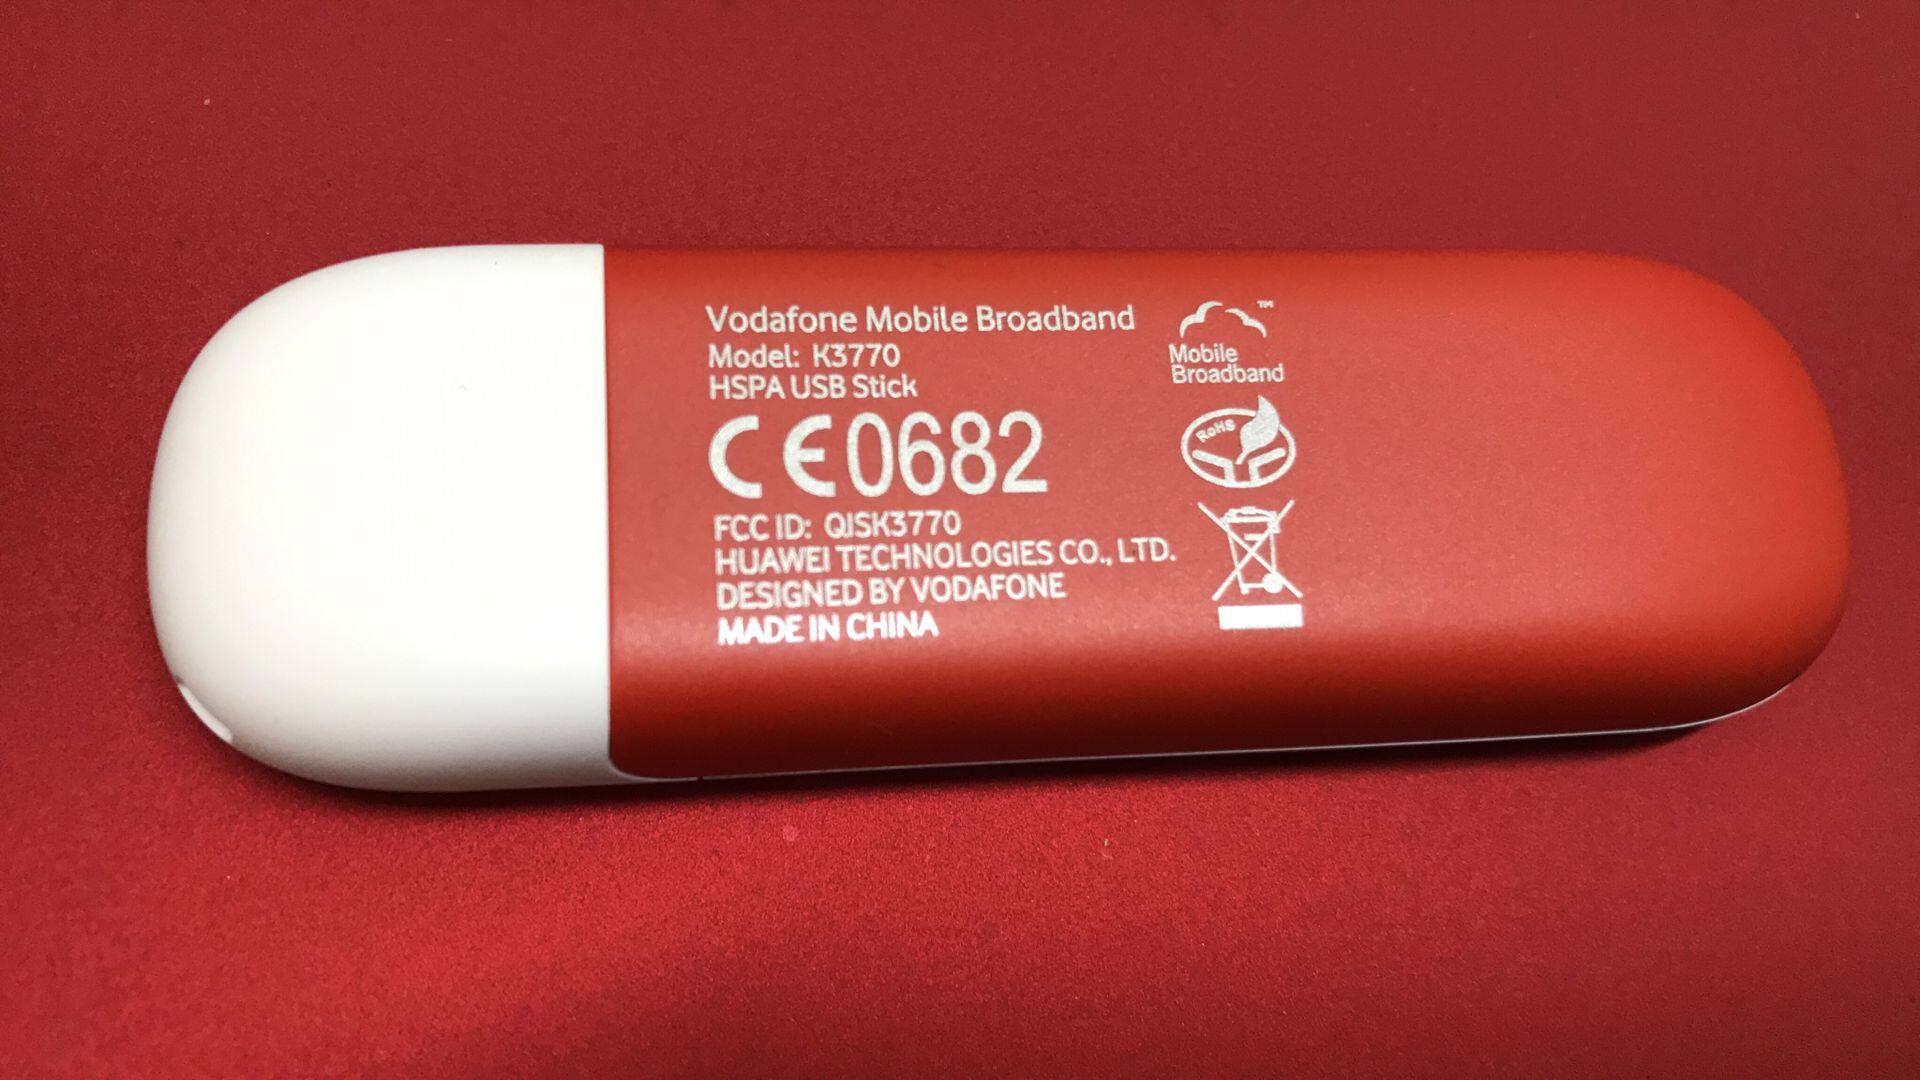 Vodafone Mobile Broadband
Model: K3770
HSPA USB Stick
CE0682
FCC ID: QISK3770
HUAWEI TECHNOLOGIES CO., LTD.
DESIGNED BY VODAFONE
MADE IN CHINA
TM
Mobile
Broadband
RoHS